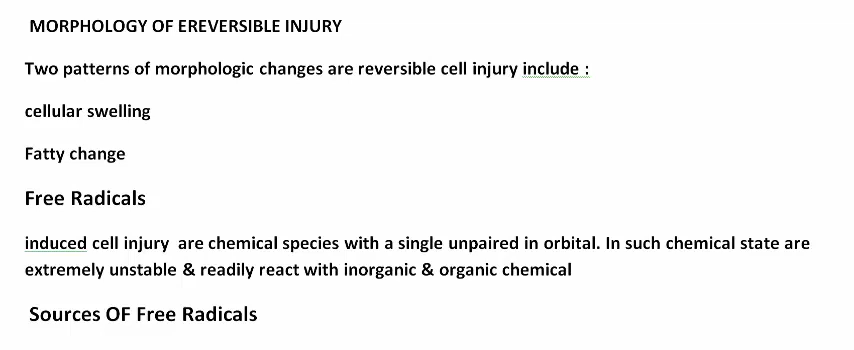 MORPHOLOGY OF EREVERSIBLE INJURY
Two patterns of morphologic changes are reversible cell injury include :
cellular swelling
Fatty change
Free Radicals
induced cell injury are chemical species with a single unpaired in orbital. In such chemical state are
extremely unstable & readily react with inorganic & organic chemical
Sources OF Free Radicals